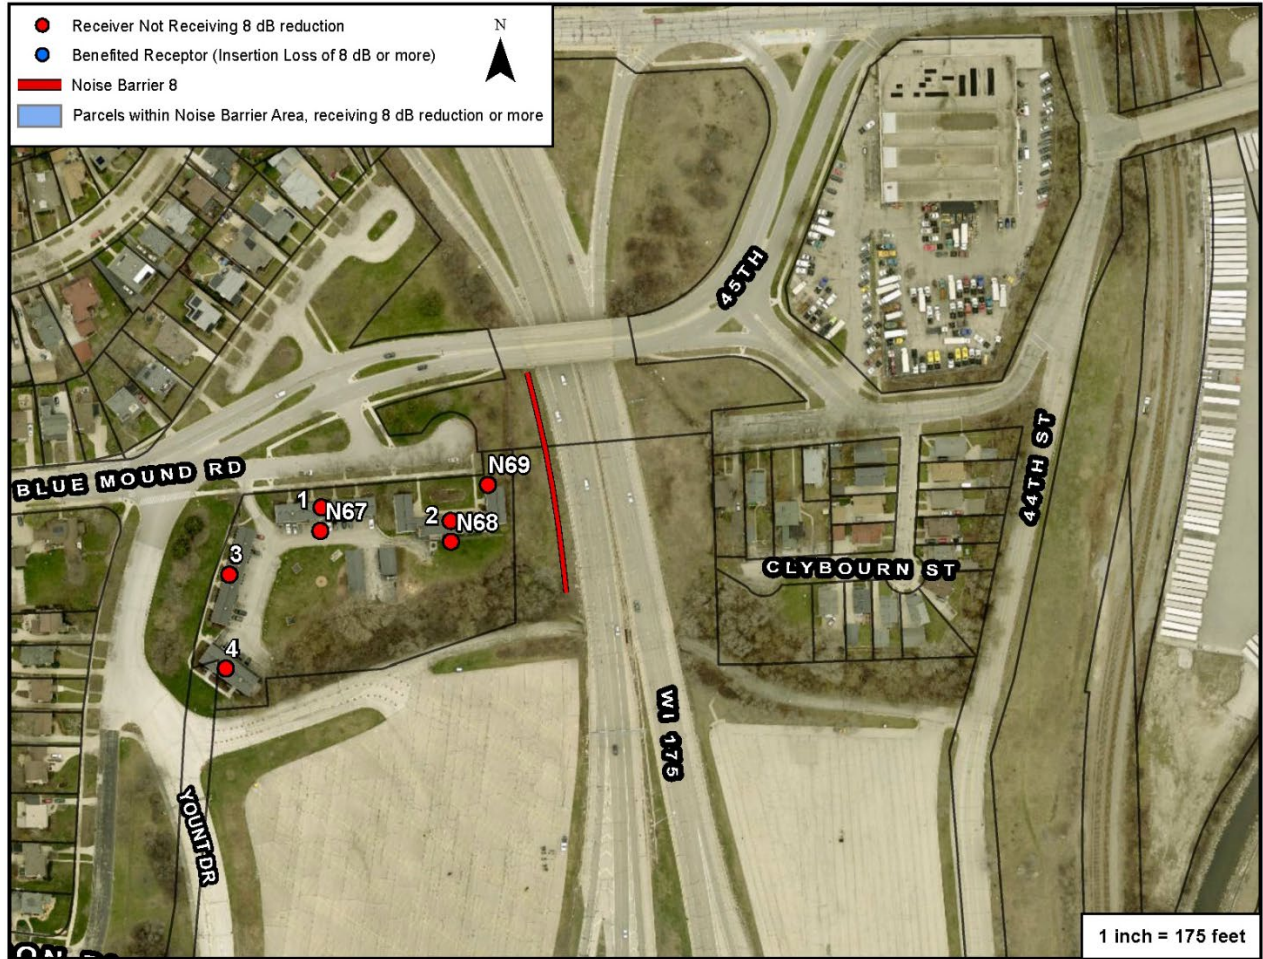 Receiver Not Receiving 8 dB reduction
Benefited Receptor (Insertion Loss of 8 dB or more)
Noise Barrier 8
Parcels within Noise Barrier Area, receiving 8 dB reduction or more
N
45TH
BLUE MOUND RD
N69
1
N67
2
N68
3
4
44TH ST
CLYBOURN ST
WI 175
YOUNT DR
1 inch = 175 feet